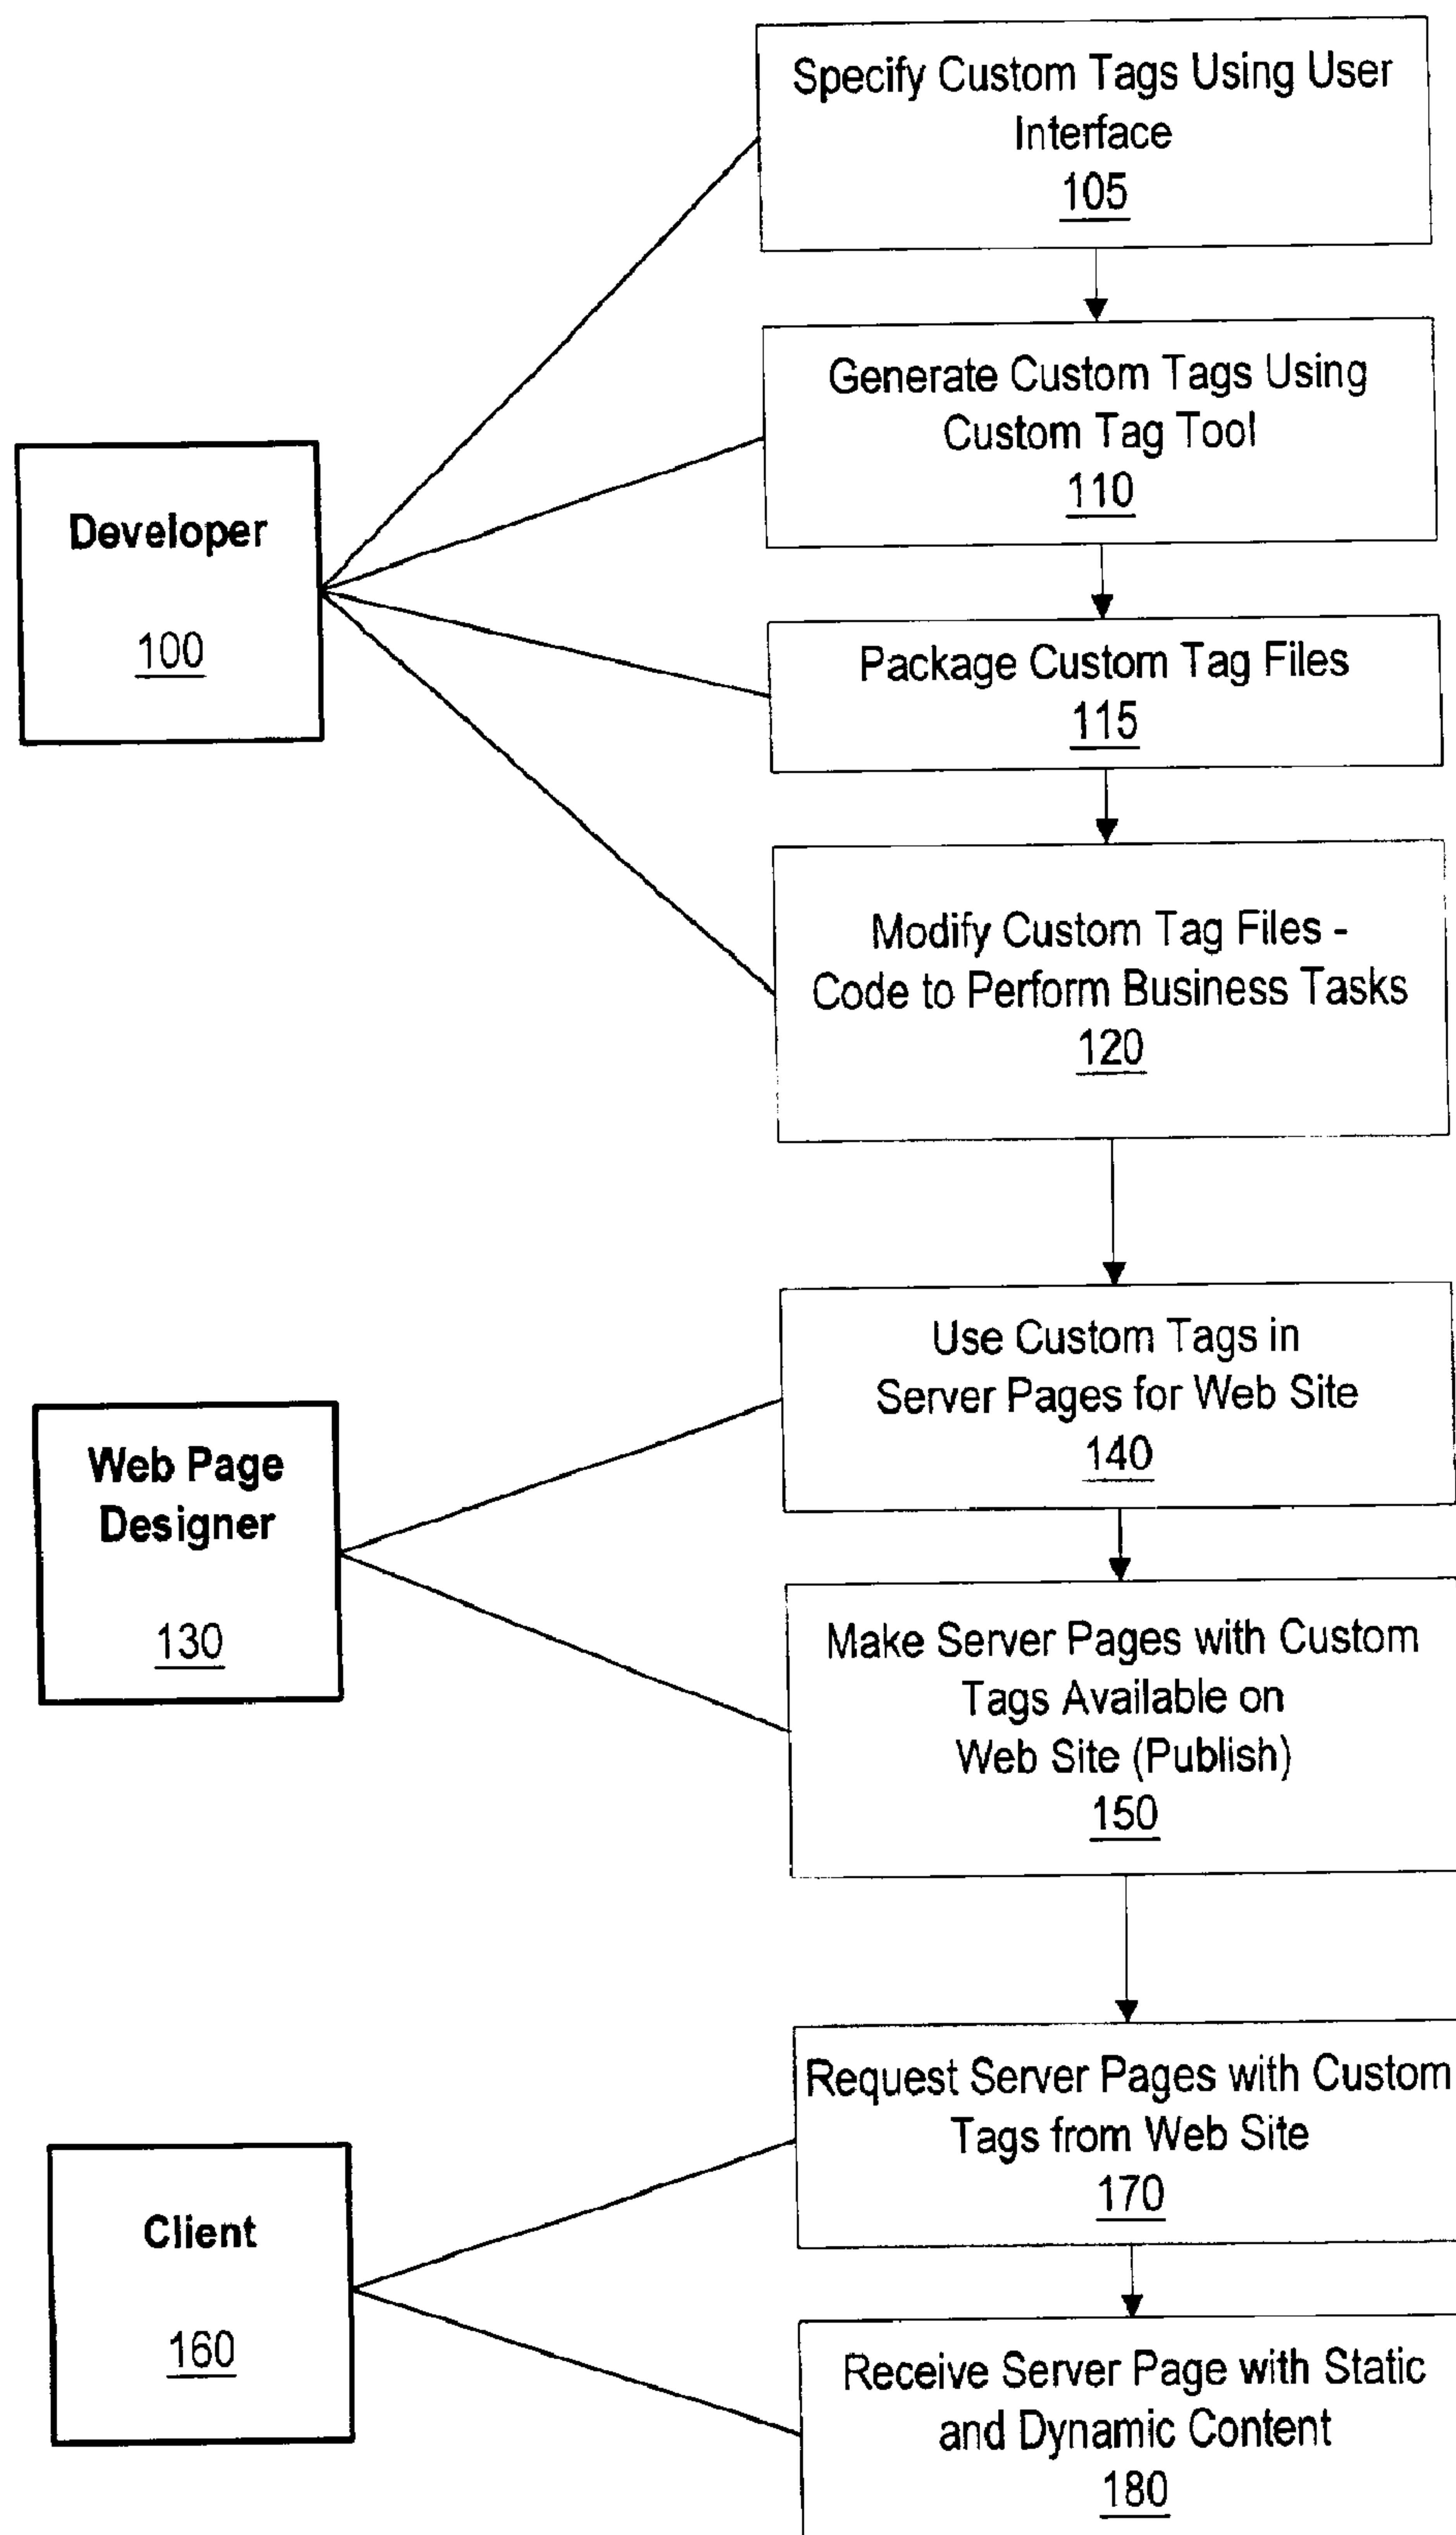 Specify Custom Tags Using User
Interface
105
Generate Custom Tags Using
Custom Tag Tool
110
Developer
100
Package Custom Tag Files
115
Modify Custom Tag Files -
Code to Perform Business Tasks
120
Use Custom Tags in
Server Pages for Web Site
140
Web Page
Designer
130
Make Server Pages with Custom
Tags Available on
Web Site (Publish)
150
Request Server Pages with Custom
Tags from Web Site
170
Client
160
Receive Server Page with Static
and Dynamic Content
180